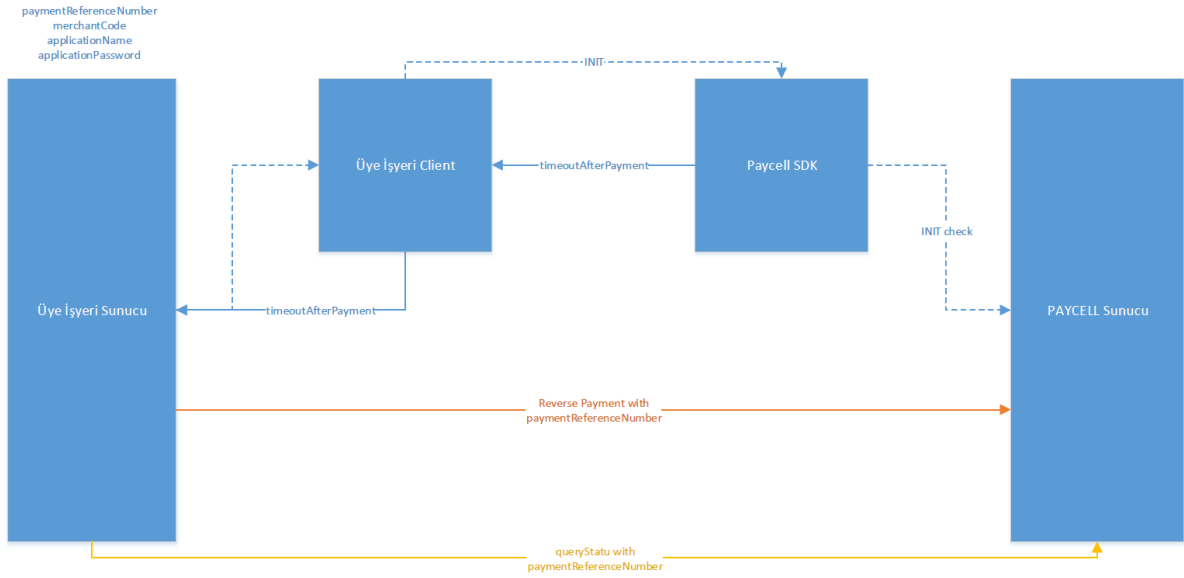 paymentReferenceNumber
merchantCode
applicationName
applicationPassword
INIT
Üye İşyeri Client
timeoutAfterPayment
Paycell SDK
INIT check
Üye İşyeri Sunucu
timeoutAfterPayment
PAYCELL Sunucu
Reverse Payment with
paymentReferenceNumber
queryStatu with
paymentReferenceNumber